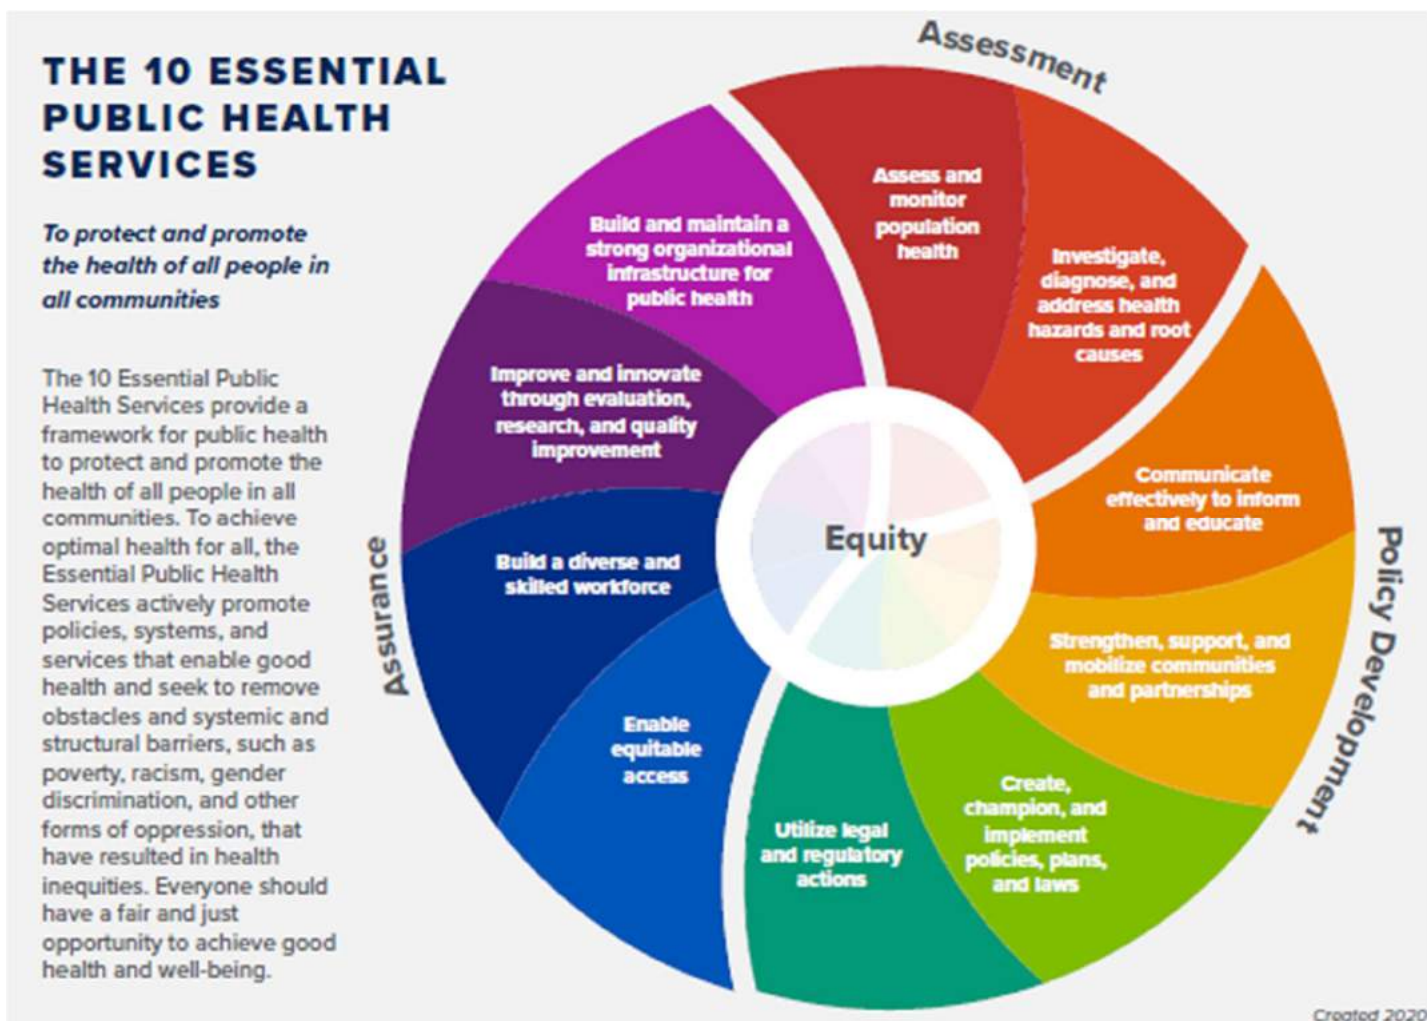 THE 10 ESSENTIAL
PUBLIC HEALTH
SERVICES
To protect and promote
the health of all people in
all communities
The 10 Essential Public
Health Services provide a
framework for public health
to protect and promote the
health of all people in all
communities. To achieve
optimal health for all, the
Essential Public Health
Services actively promote
policies, systems, and
services that enable good
health and seek to remove
obstacles and systemic and
structural barriers, such as
poverty, racism, gender
discrimination, and other
forms of oppression, that
have resulted in health
inequities. Everyone should
have a fair and just
opportunity to achieve good
health and well-being.
Assessment
Assess and
monitor
population
health
Investigate,
diagnose, and
address health
hazards and root
causes
Policy Development
Communicate
effectively to inform
and educate
Strengthen, support, and
mobilize communities
and partnerships
Create,
champion, and
implement
policies, plans,
and laws
Utilize legal
and regulatory
actions
Assurance
Enable
equitable
access
Build a diverse and
skilled workforce
Improve and innovate
through evaluation,
research, and quality
improvement
Build and maintain a
strong organizational
infrastructure for
public health
Equity
Created 2020